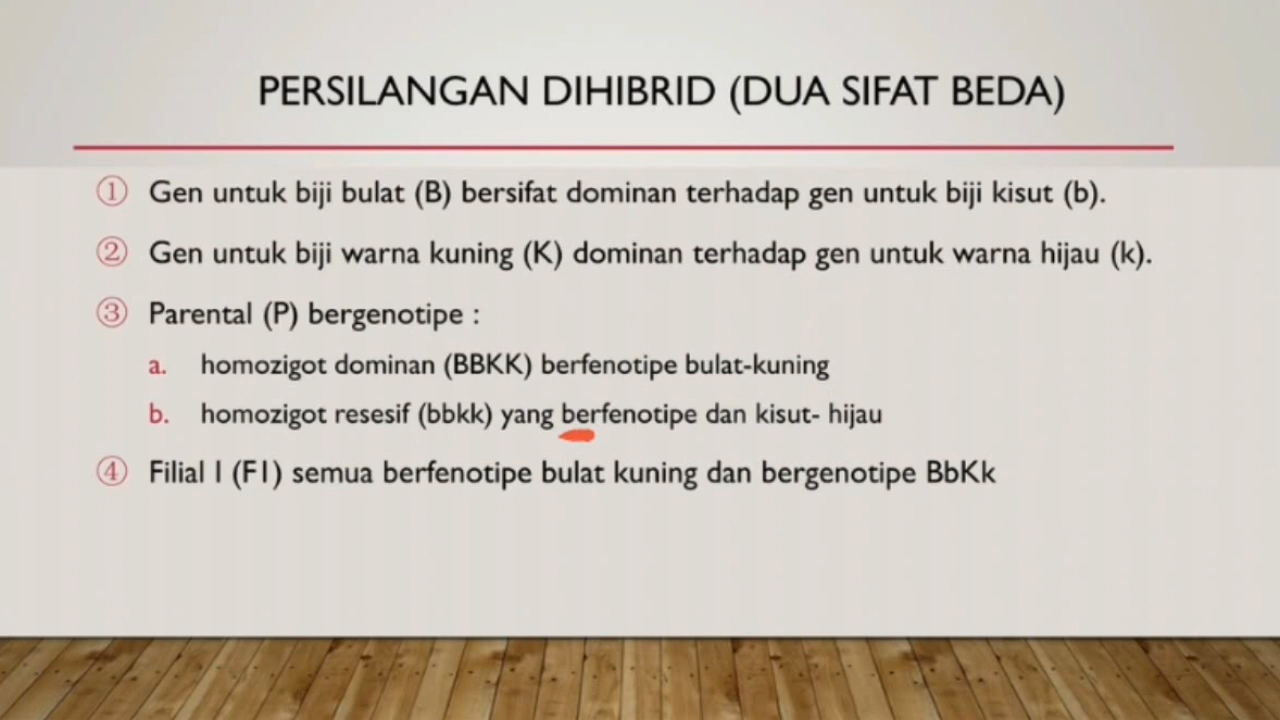 PERSILANGAN DIHIBRID (DUA SIFAT BEDA)
① Gen untuk biji bulat (B) bersifat dominan terhadap gen untuk biji kisut (b).
② Gen untuk biji warna kuning (K) dominan terhadap gen untuk warna hijau (k).
③ Parental (P) bergenotipe :
a. homozigot dominan (BBKK) berfenotipe bulat-kuning
b. homozigot resesif (bbkk) yang berfenotipe dan kisut- hijau
④ Filial 1 (F1) semua berfenotipe bulat kuning dan bergenotipe BbKk